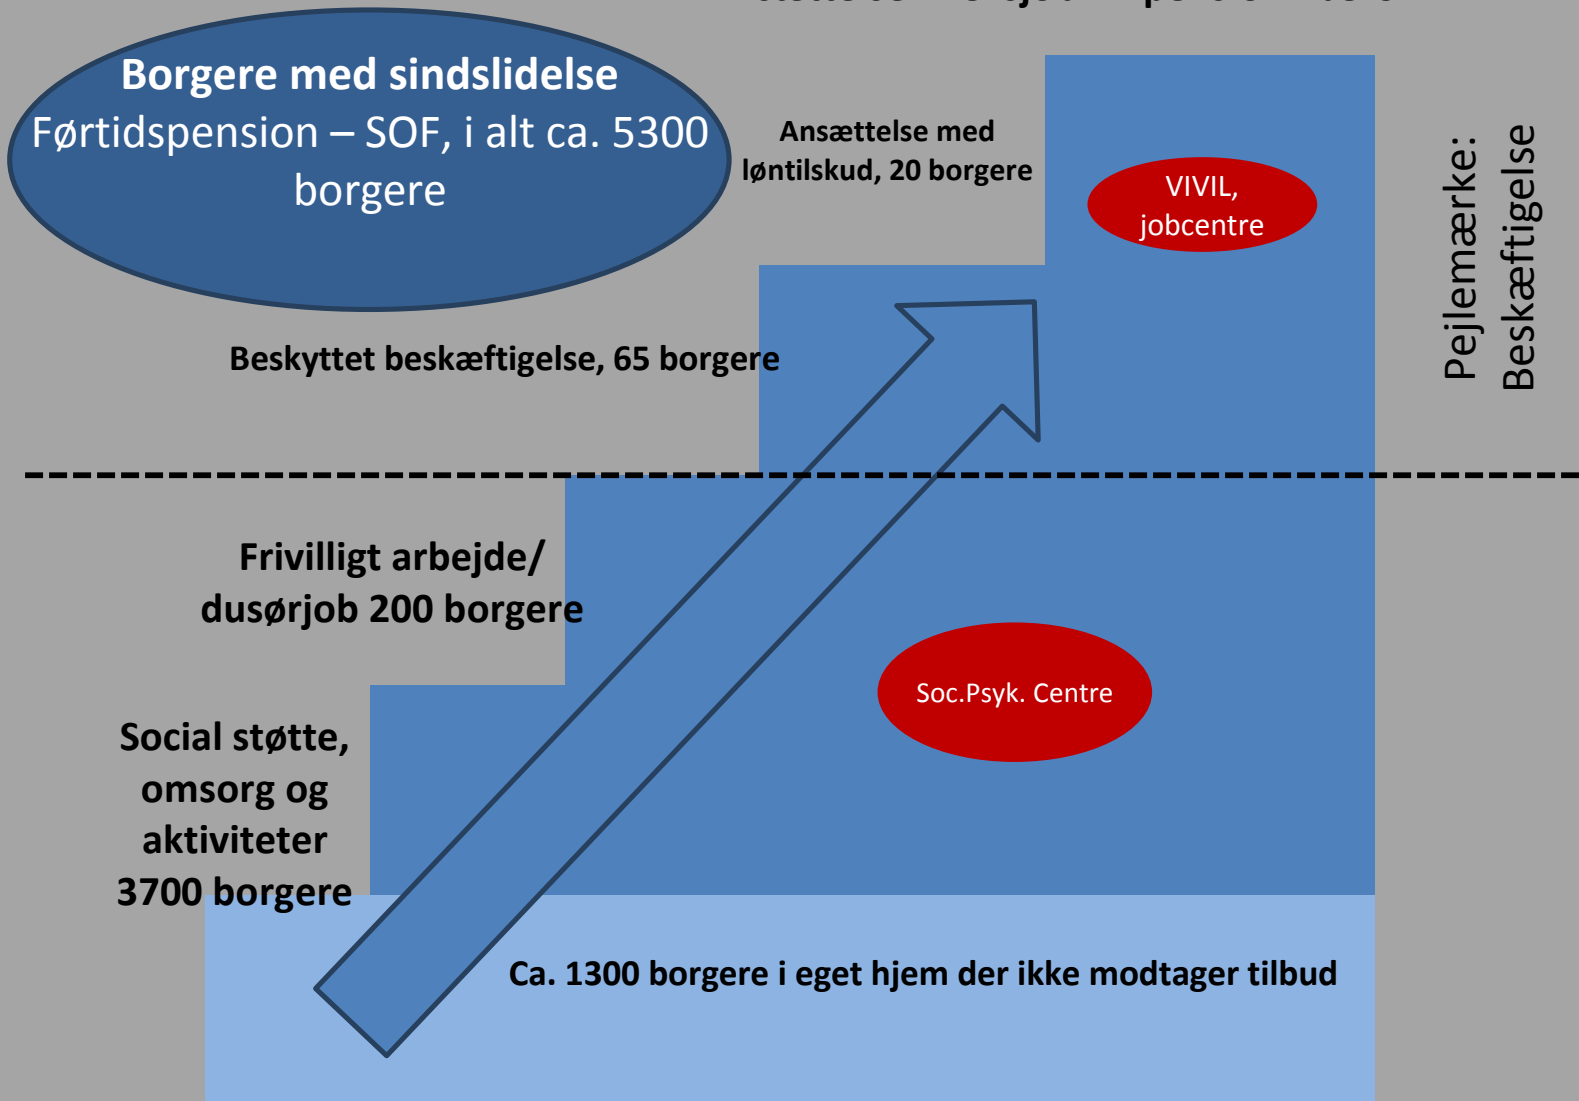 Borgere med sindslidelse
Førtidspension – SOF, i alt ca. 5300
borgere
Ansættelse med
løntilskud, 20 borgere
VIVIL,
jobcentre
Pejlemærke:
Beskæftigelse
Beskyttet beskæftigelse, 65 borgere
Frivilligt arbejde/
dusørjob 200 borgere
Soc.Psyk. Centre
Social støtte,
omsorg og
aktiviteter
3700 borgere
Ca. 1300 borgere i eget hjem der ikke modtager tilbud